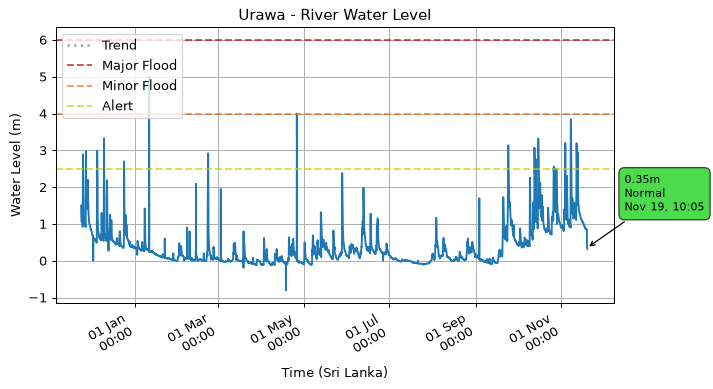 Urawa - River Water Level
Water Level (m)
6
5
4
3
2
1
0
−1
Trend
Major Flood
Minor Flood
Alert
0.35m
Normal
Nov 19, 10:05
01 Jan
00:00
01 Mar
00:00
01 May
00:00
01 Jul
00:00
01 Sep
00:00
01 Nov
00:00
Time (Sri Lanka)